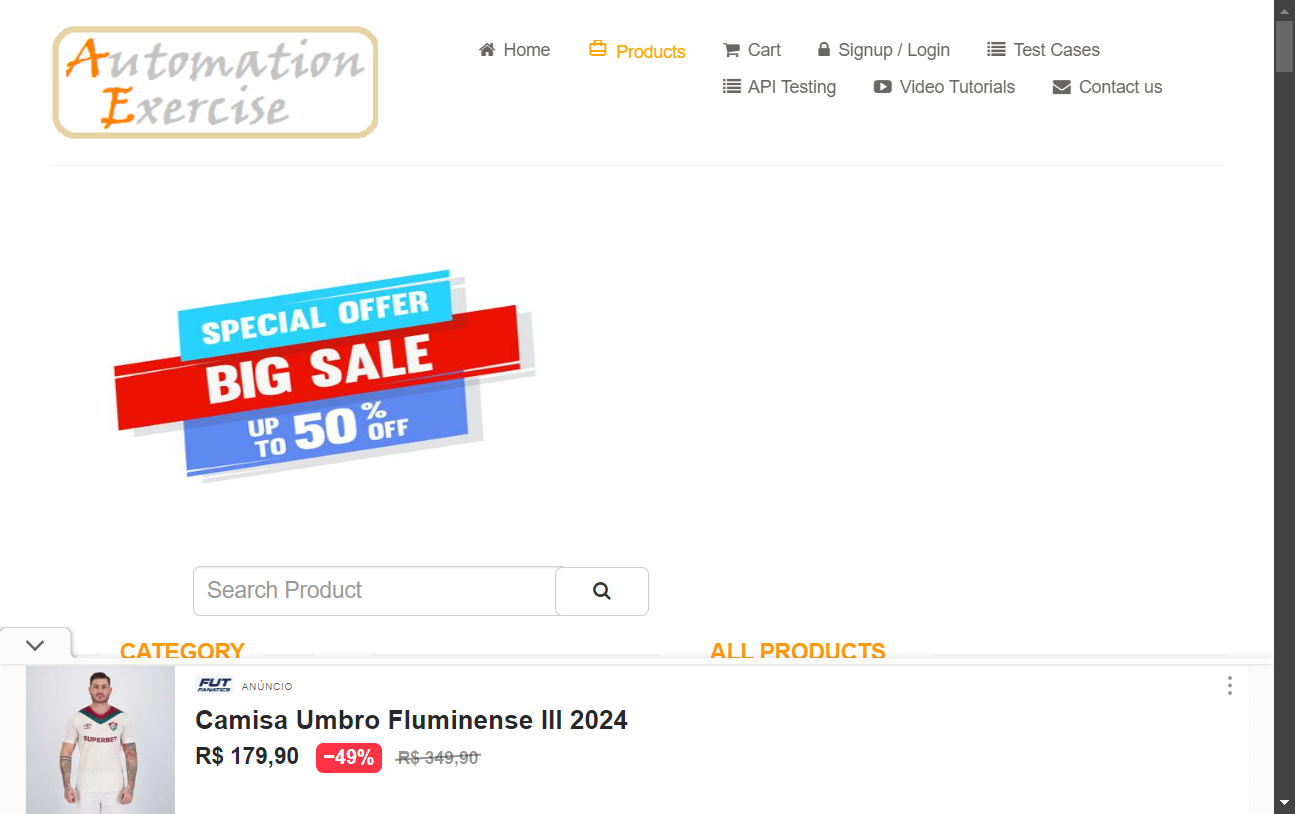 Automation
Exercise
Home
Products
Cart
Signup / Login
Test Cases
API Testing
Video Tutorials
Contact us
SPECIAL OFFER
BIG SALE
UP TO 50% OFF
Search Product
CATEGORY
ALL PRODUCTS
FUT FANATICS ANÚNCIO
Camisa Umbro Fluminense III 2024
R$ 179,90 −49% R$ 349,90
SUPERBET